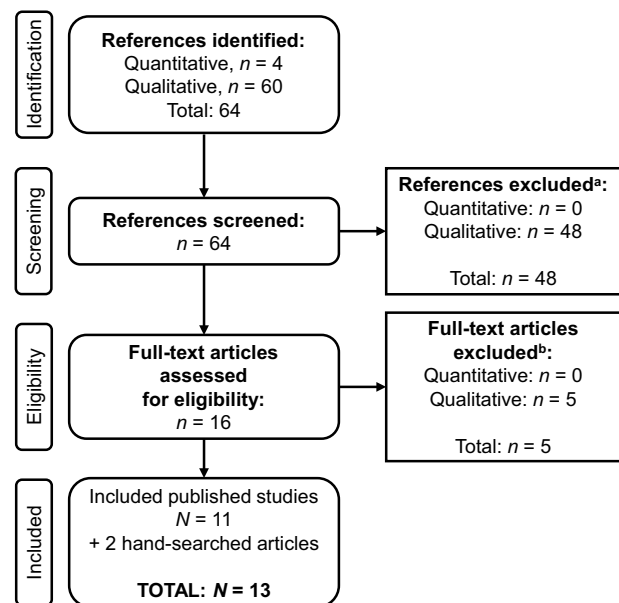 Identification
References identified:
Quantitative, n = 4
Qualitative, n = 60
Total: 64
Screening
References screened:
n = 64
References excludedᵃ:
Quantitative: n = 0
Qualitative: n = 48
Total: n = 48
Eligibility
Full-text articles
assessed
for eligibility:
n = 16
Full-text articles
excludedᵇ:
Quantitative: n = 0
Qualitative: n = 5
Total: n = 5
Included
Included published studies
N = 11
+ 2 hand-searched articles
TOTAL: N = 13